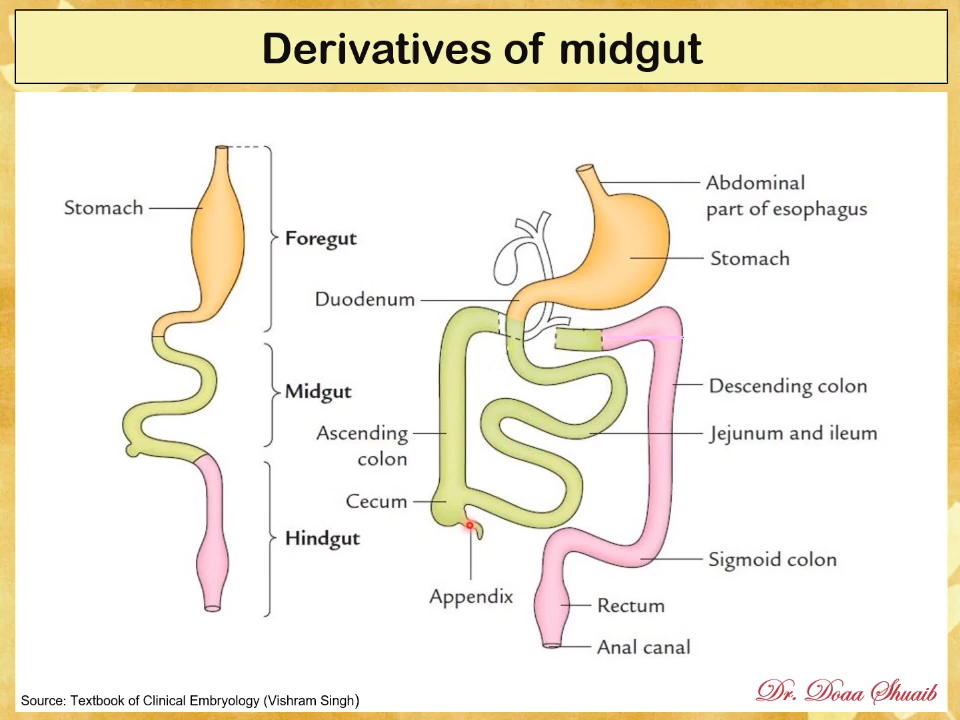 Derivatives of midgut
Stomach
Foregut
Midgut
Hindgut
Abdominal
part of esophagus
Stomach
Duodenum
Descending colon
Ascending
colon
Jejunum and ileum
Cecum
Sigmoid colon
Appendix
Rectum
Anal canal
Source: Textbook of Clinical Embryology (Vishram Singh)
Dr. Doaa Shuaib